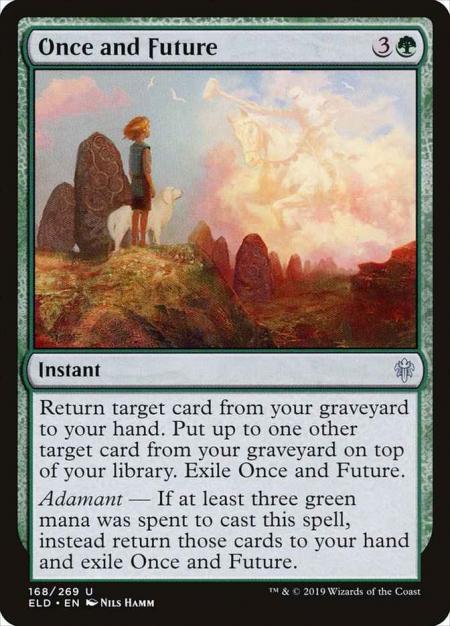 Once and Future 3
Instant
Return target card from your graveyard
to your hand. Put up to one other
target card from your graveyard on top
of your library. Exile Once and Future.
Adamant — If at least three green
mana was spent to cast this spell,
instead return those cards to your hand
and exile Once and Future.
168/269 U
ELD • EN Nils Hamm
™ & © 2019 Wizards of the Coast